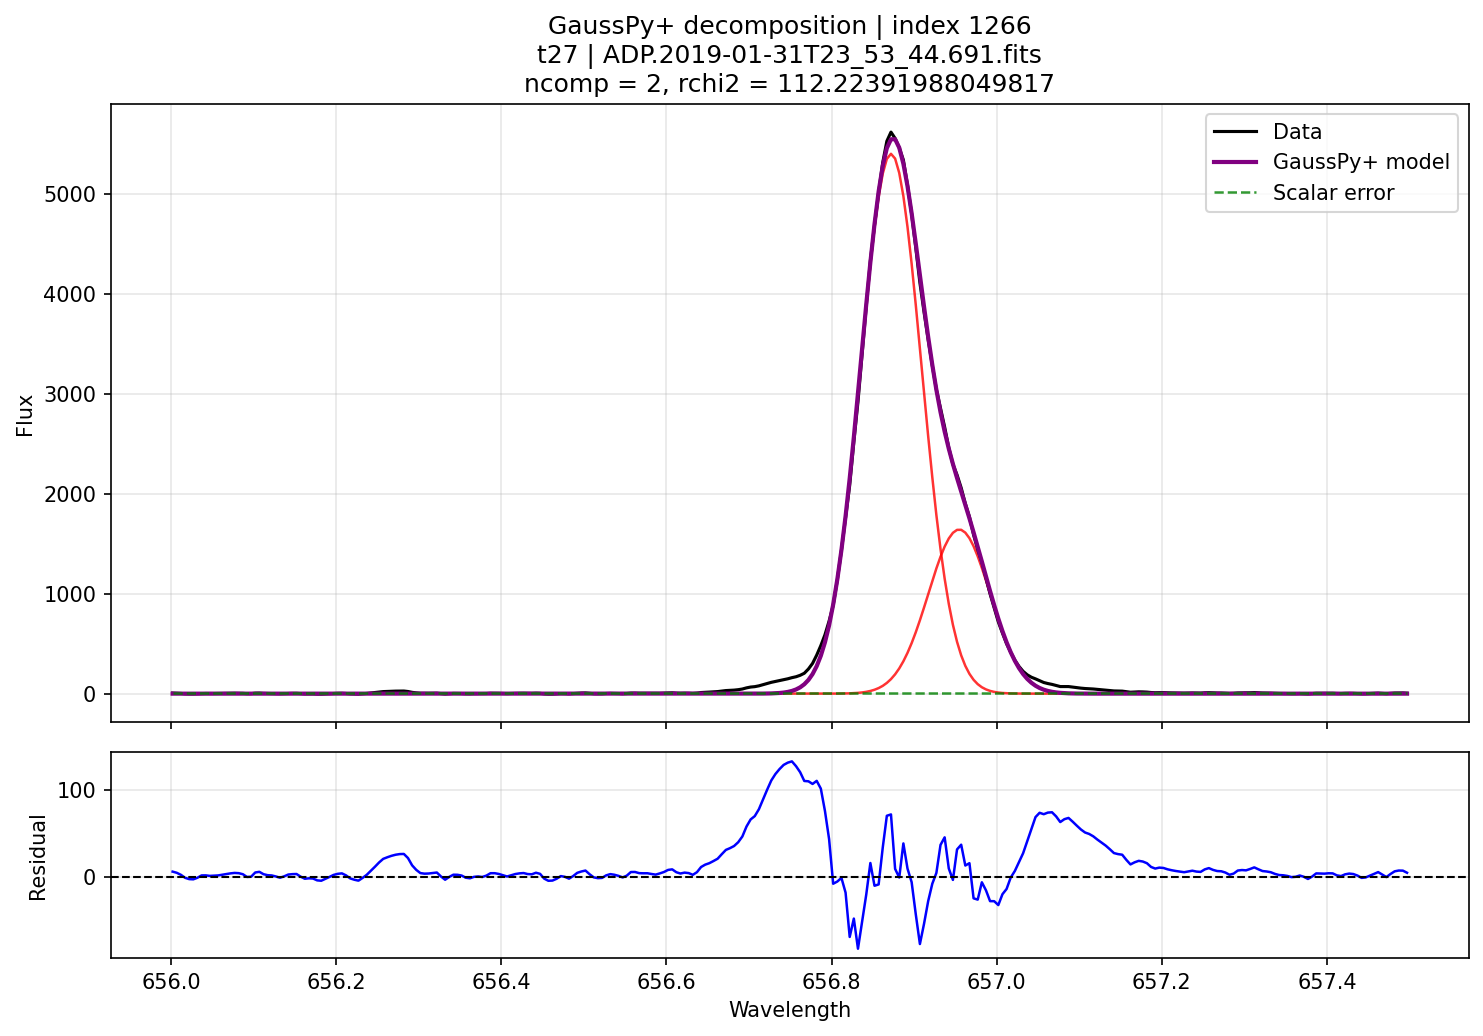 GaussPy+ decomposition | index 1266
t27 | ADP.2019-01-31T23_53_44.691.fits
ncomp = 2, rchi2 = 112.22391988049817
Data
GaussPy+ model
Scalar error
Flux
5000
4000
3000
2000
1000
0
Residual
100
0
656.0 656.2 656.4 656.6 656.8 657.0 657.2 657.4
Wavelength